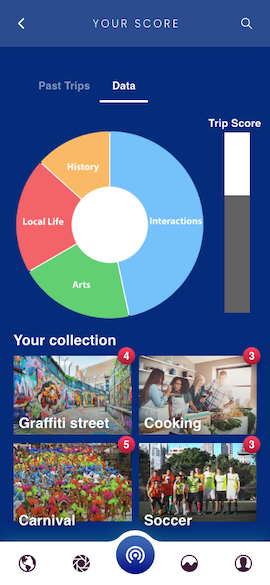 YOUR SCORE
Past Trips
Data
Trip Score
History
Interactions
Local Life
Arts
Your collection
4
3
Graffiti street
Cooking
5
3
Carnival
Soccer